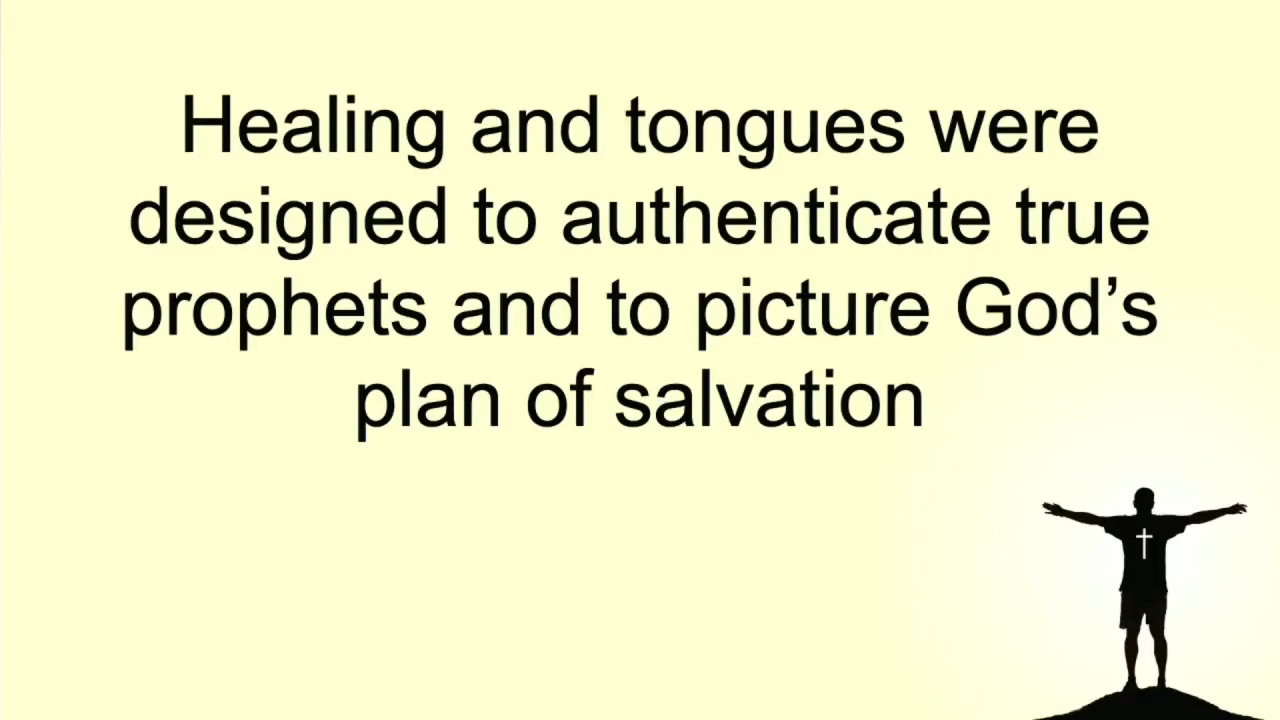 Healing and tongues were
designed to authenticate true
prophets and to picture God’s
plan of salvation